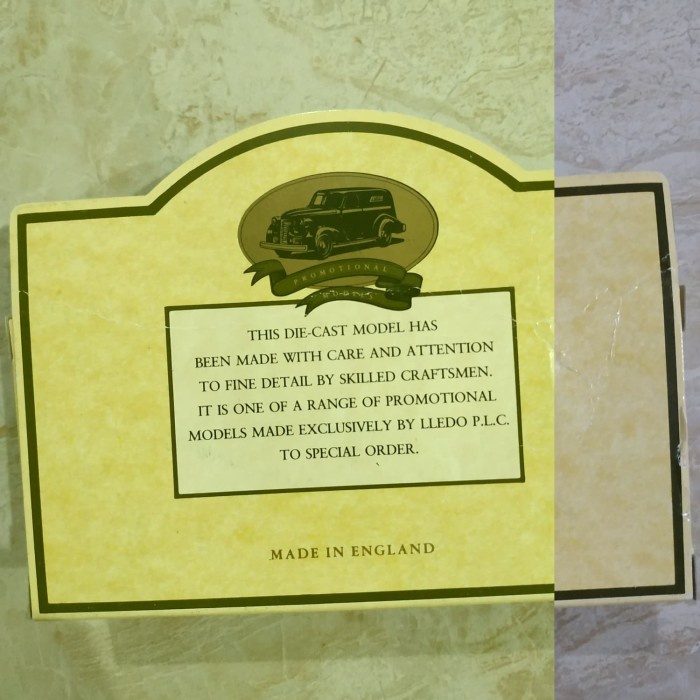 PROMOTIONAL
THIS DIE-CAST MODEL HAS
BEEN MADE WITH CARE AND ATTENTION
TO FINE DETAIL BY SKILLED CRAFTSMEN.
IT IS ONE OF A RANGE OF PROMOTIONAL
MODELS MADE EXCLUSIVELY BY LLEDO P.L.C.
TO SPECIAL ORDER.
MADE IN ENGLAND